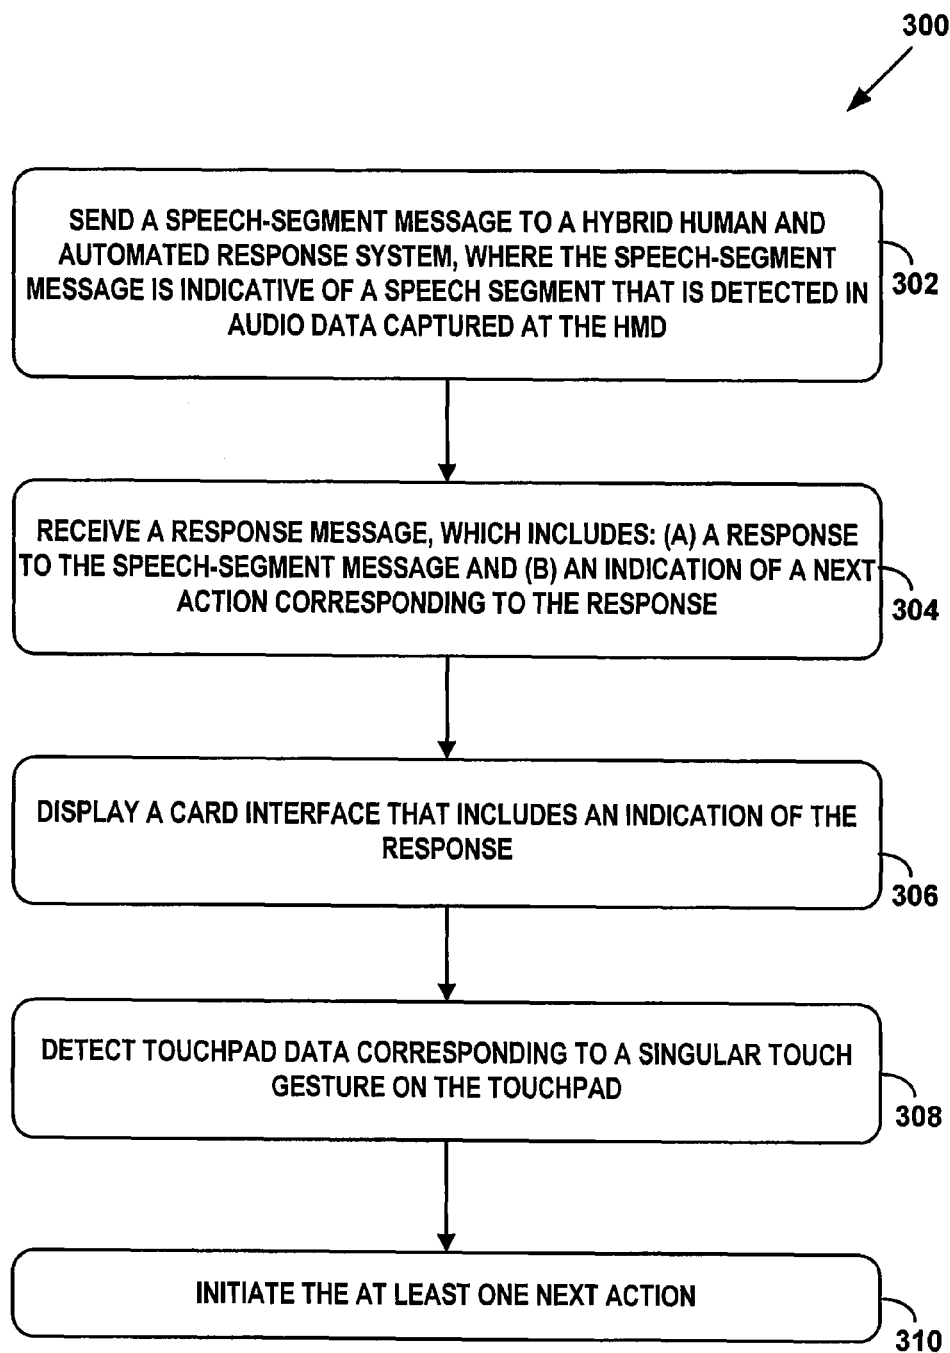 300
SEND A SPEECH-SEGMENT MESSAGE TO A HYBRID HUMAN AND
AUTOMATED RESPONSE SYSTEM, WHERE THE SPEECH-SEGMENT
MESSAGE IS INDICATIVE OF A SPEECH SEGMENT THAT IS DETECTED IN
AUDIO DATA CAPTURED AT THE HMD
302
RECEIVE A RESPONSE MESSAGE, WHICH INCLUDES: (A) A RESPONSE
TO THE SPEECH-SEGMENT MESSAGE AND (B) AN INDICATION OF A NEXT
ACTION CORRESPONDING TO THE RESPONSE
304
DISPLAY A CARD INTERFACE THAT INCLUDES AN INDICATION OF THE
RESPONSE
306
DETECT TOUCHPAD DATA CORRESPONDING TO A SINGULAR TOUCH
GESTURE ON THE TOUCHPAD
308
INITIATE THE AT LEAST ONE NEXT ACTION
310